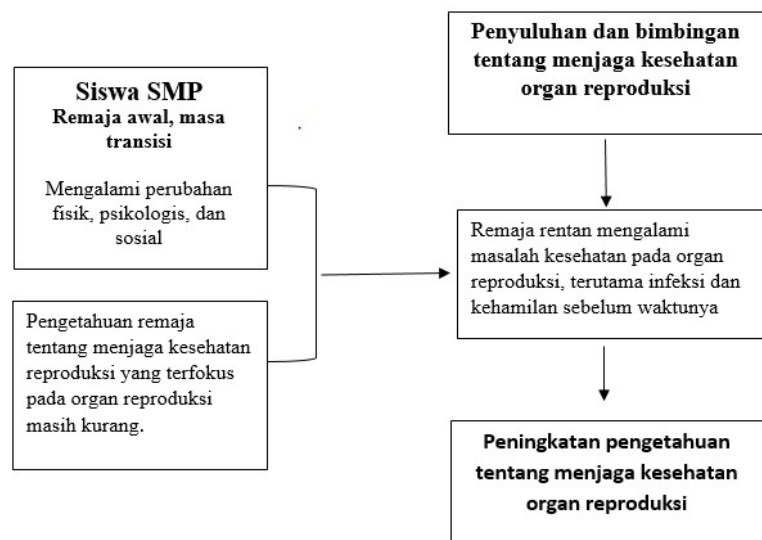 Siswa SMP
Remaja awal, masa
transisi
Mengalami perubahan
fisik, psikologis, dan
sosial
Pengetahuan remaja
tentang menjaga kesehatan
reproduksi yang terfokus
pada organ reproduksi
masih kurang.
Penyuluhan dan bimbingan
tentang menjaga kesehatan
organ reproduksi
Remaja rentan mengalami
masalah kesehatan pada organ
reproduksi, terutama infeksi dan
kehamilan sebelum waktunya
Peningkatan pengetahuan
tentang menjaga kesehatan
organ reproduksi